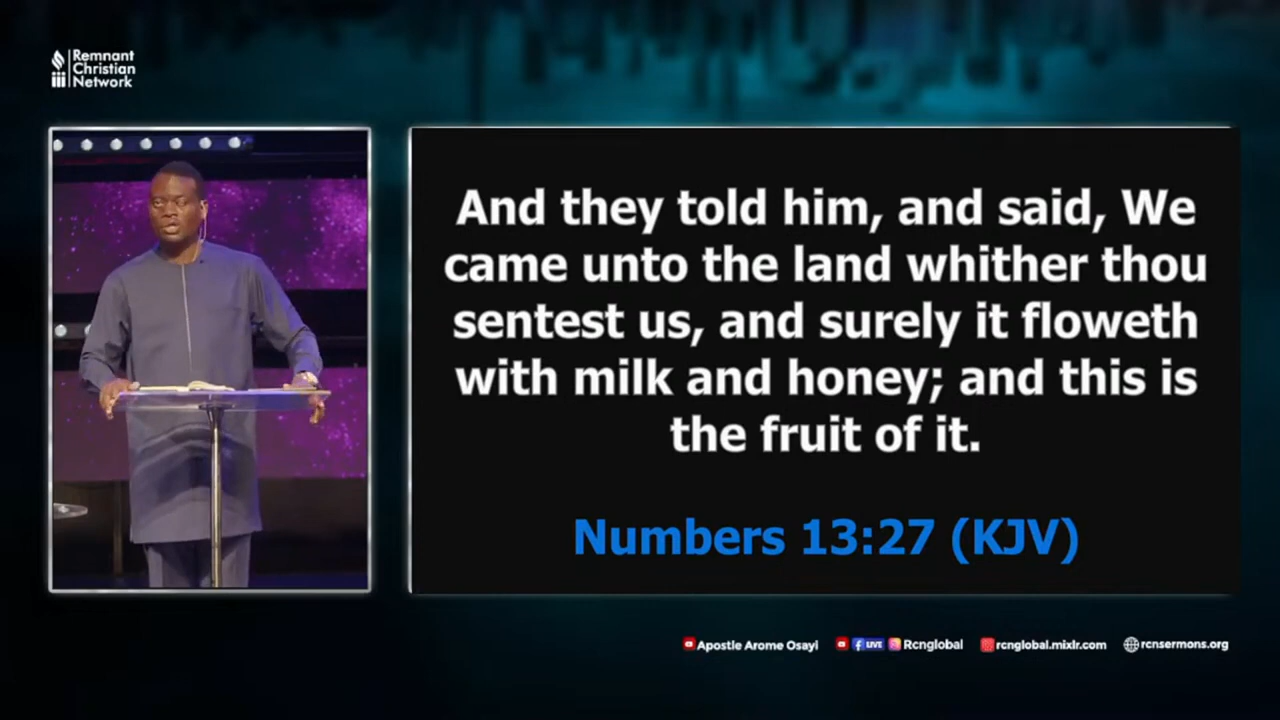 Remnant
Christian
Network
And they told him, and said, We
came unto the land whither thou
sentest us, and surely it floweth
with milk and honey; and this is
the fruit of it.
Numbers 13:27 (KJV)
Apostle Arome Osayi
LIVE Rcnglobal
rcnglobal.mixlr.com
rcnsermons.org